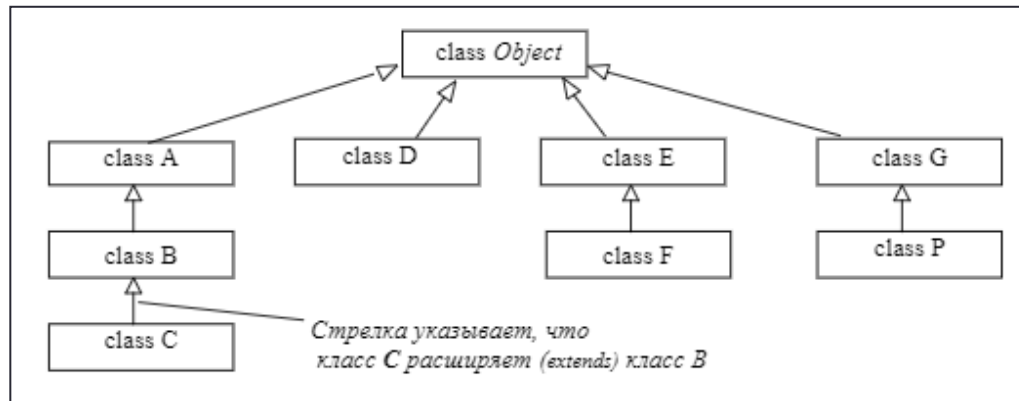 class Object
class A
class D
class E
class G
class B
class F
class P
class C
Стрелка указывает, что
класс C расширяет (extends) класс B